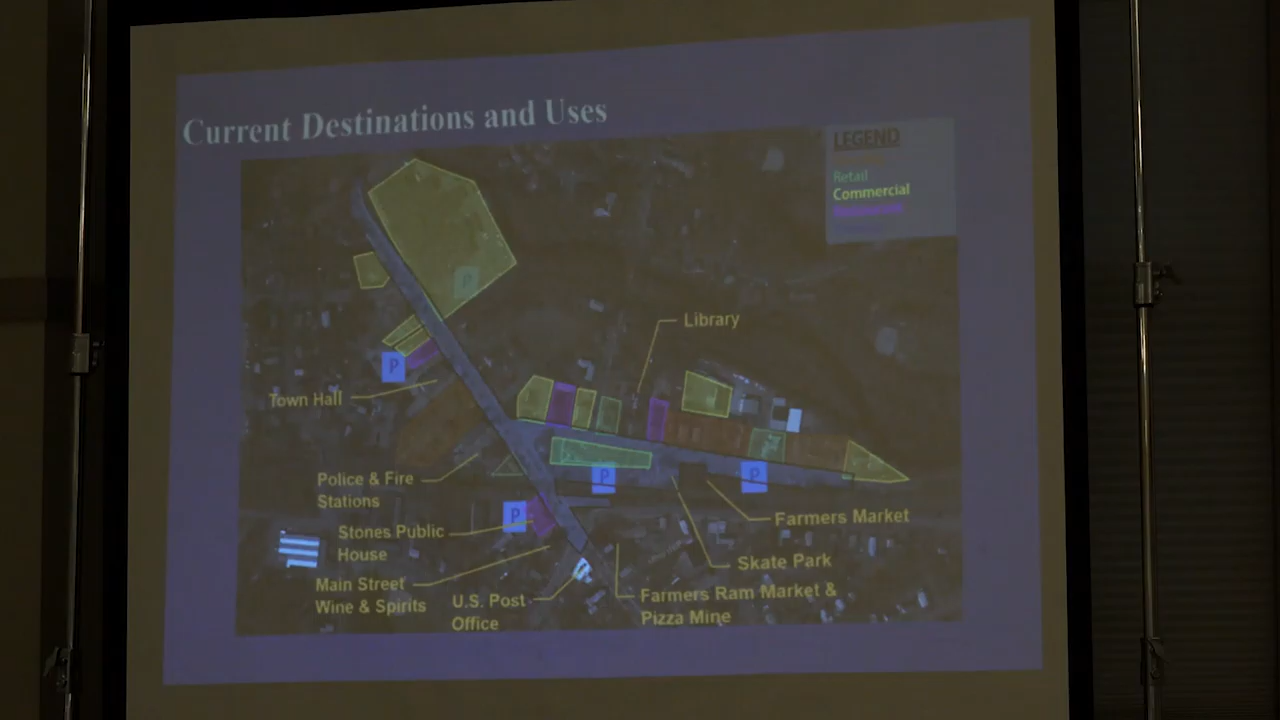 Current Destinations and Uses
LEGEND
Retail
Commercial
P
Library
P
Town Hall
Police & Fire
Stations
P
P
P
Stones Public
House
Farmers Market
Skate Park
Main Street
Wine & Spirits
U.S. Post
Office
Farmers Ram Market &
Pizza Mine